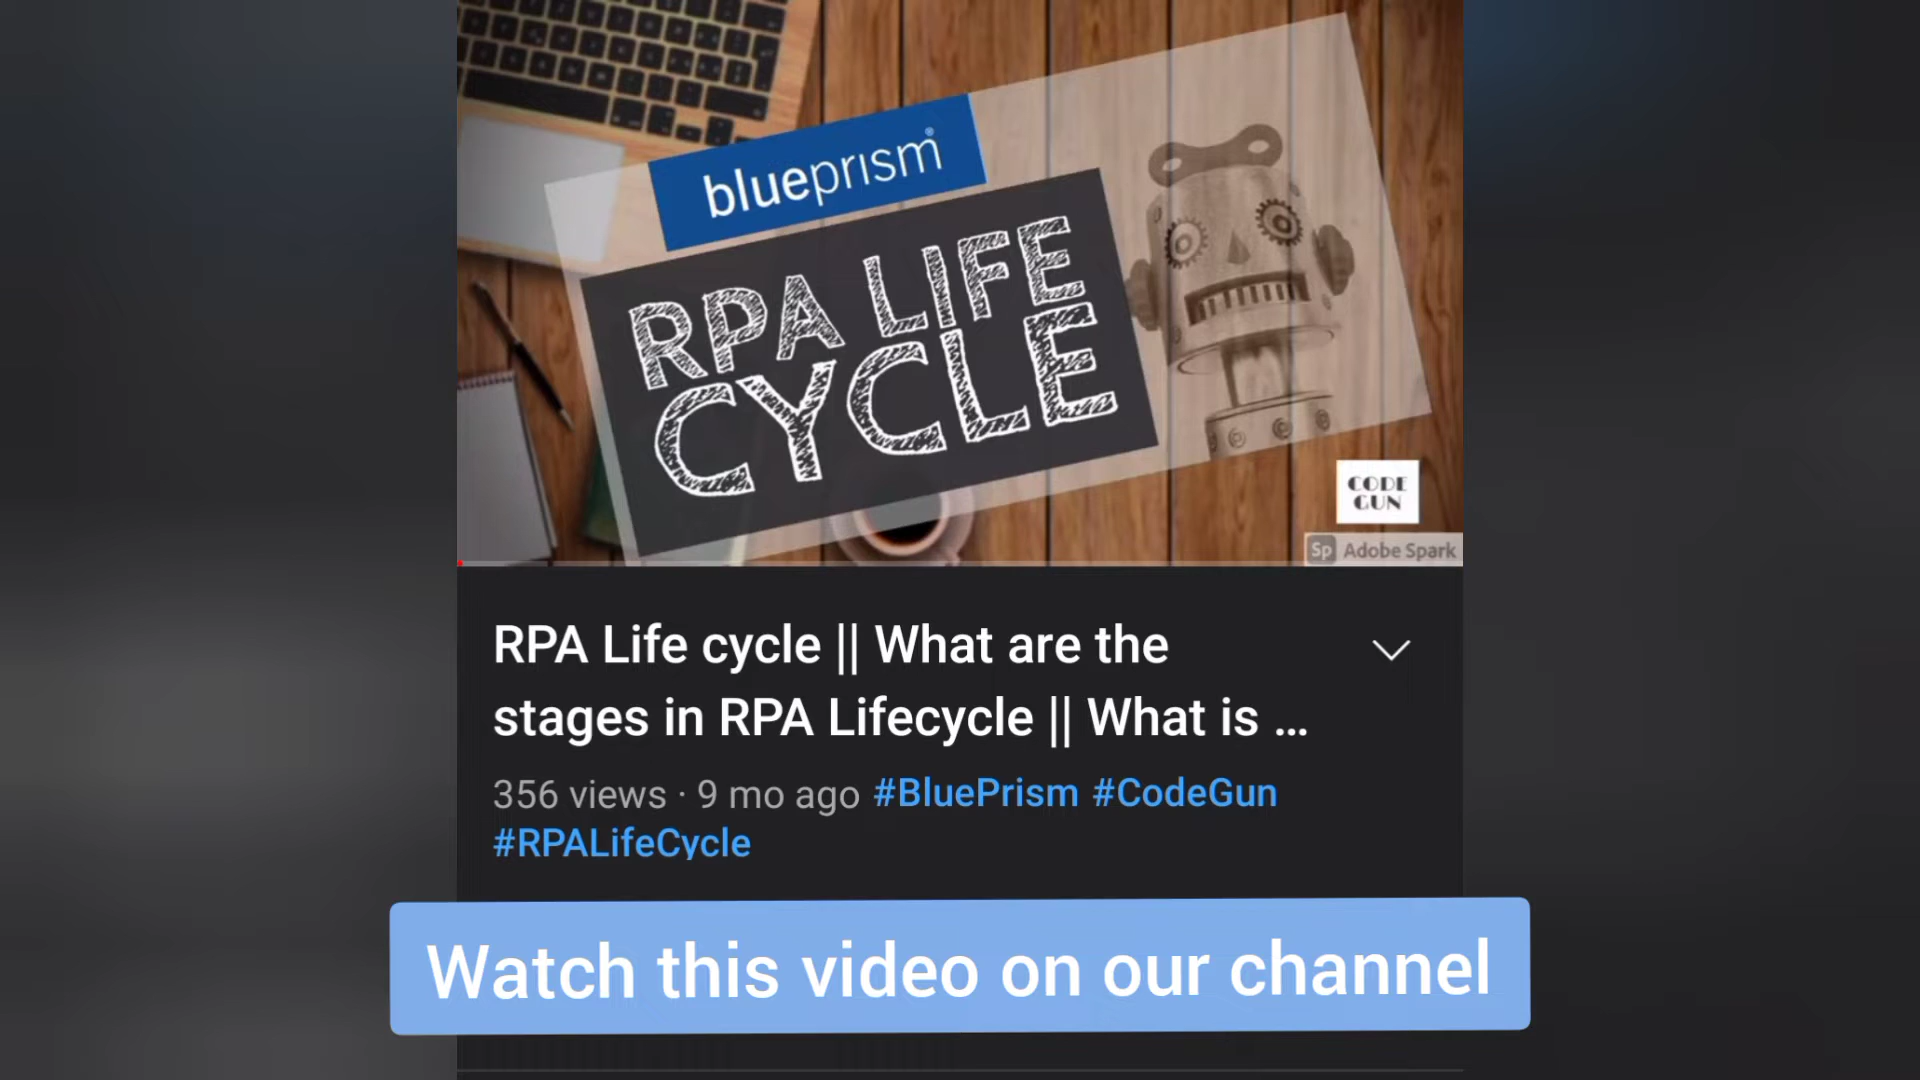 blueprism®
RPA LIFE
CYCLE
CODE
GUN
Sp Adobe Spark
RPA Life cycle || What are the
stages in RPA Lifecycle || What is ...
356 views · 9 mo ago #BluePrism #CodeGun
#RPALifeCycle
Watch this video on our channel